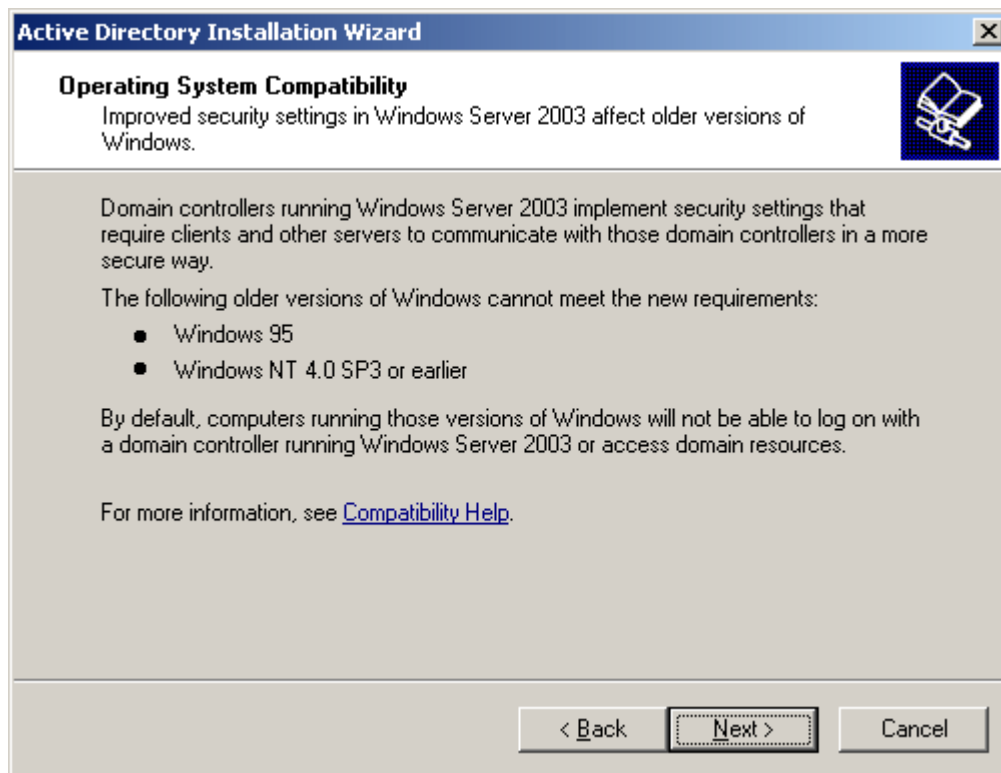 Active Directory Installation Wizard
Operating System Compatibility
Improved security settings in Windows Server 2003 affect older versions of
Windows.
Domain controllers running Windows Server 2003 implement security settings that
require clients and other servers to communicate with those domain controllers in a more
secure way.
The following older versions of Windows cannot meet the new requirements:
● Windows 95
● Windows NT 4.0 SP3 or earlier
By default, computers running those versions of Windows will not be able to log on with
a domain controller running Windows Server 2003 or access domain resources.
For more information, see Compatibility Help.
< Back Next > Cancel